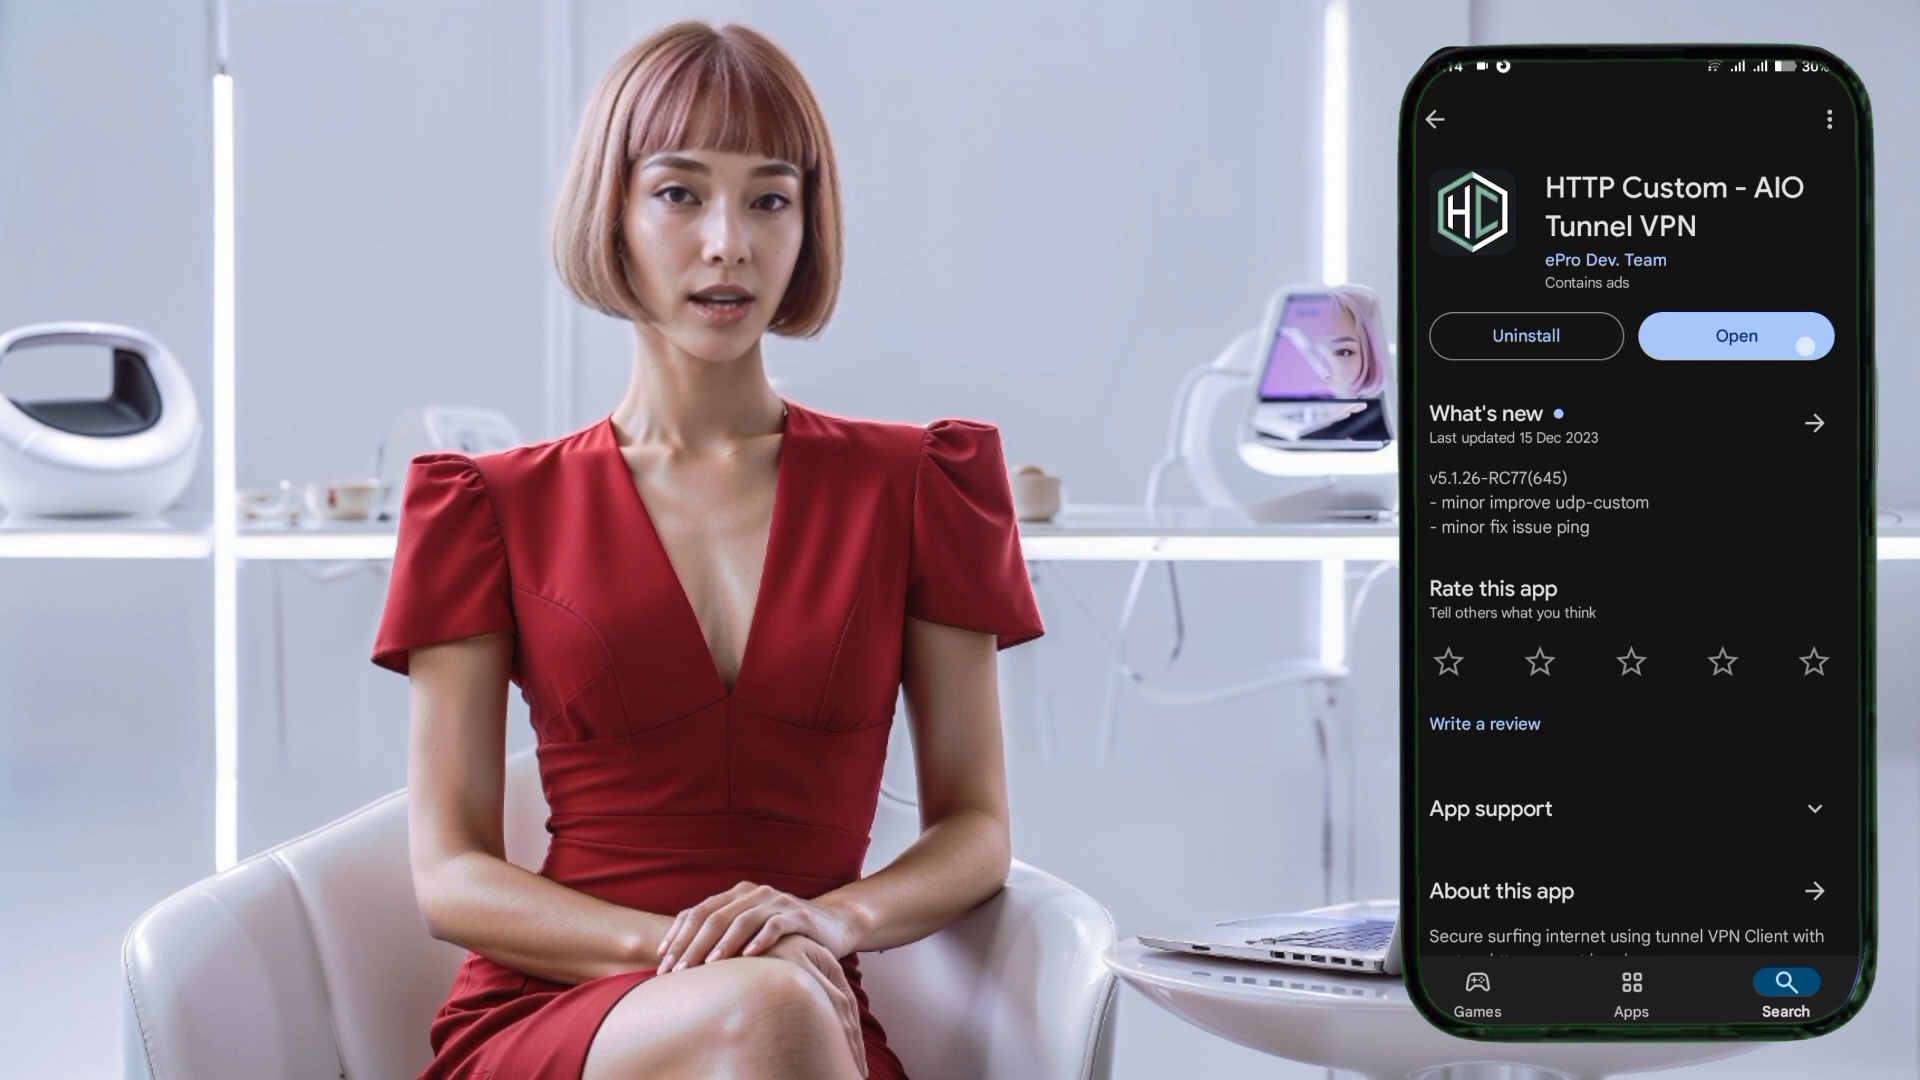 :14
30%
HC
HTTP Custom - AIO
Tunnel VPN
ePro Dev. Team
Contains ads
Uninstall
Open
What's new
Last updated 15 Dec 2023
v5.1.26-RC77(645)
- minor improve udp-custom
- minor fix issue ping
Rate this app
Tell others what you think
Write a review
App support
About this app
Secure surfing internet using tunnel VPN Client with
Games
Apps
Search